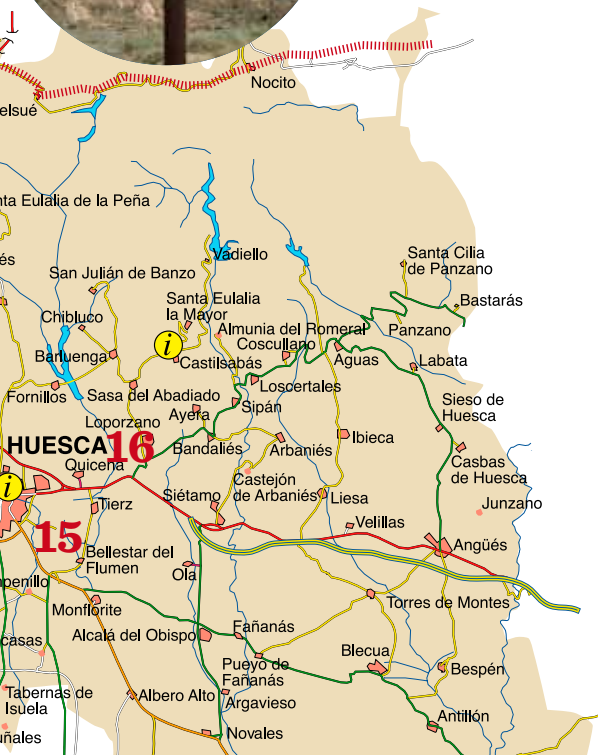 Nocito
elsué
nta Eulalia de la Peña
és
Vadiello
Santa Cilia
de Panzano
San Julián de Banzo
Santa Eulalia
la Mayor
Bastarás
Chibluco
Almunia del Romeral
Coscullano
Panzano
Barluenga
i
Castilsabás
Aguas
Labata
Fornillos
Sasa del Abadiado
Loscertales
Sieso de
Huesca
Ayera
Sipán
Loporzano
HUESCA
16
Bandaliés
Arbaniés
Ibieca
Quicena
Casbas
de Huesca
i
Castejón
de Arbaniés
Siétamo
Liesa
Junzano
Tierz
Velillas
15
Angüés
Bellestar del
Flumen
Ola
penillo
Monflorite
Torres de Montes
Fañanás
casas
Alcalá del Obispo
Blecua
Pueyo de
Fañanás
Bespén
Tabernas de
Isuela
Albero Alto
Argavieso
Antillón
uñales
Novales